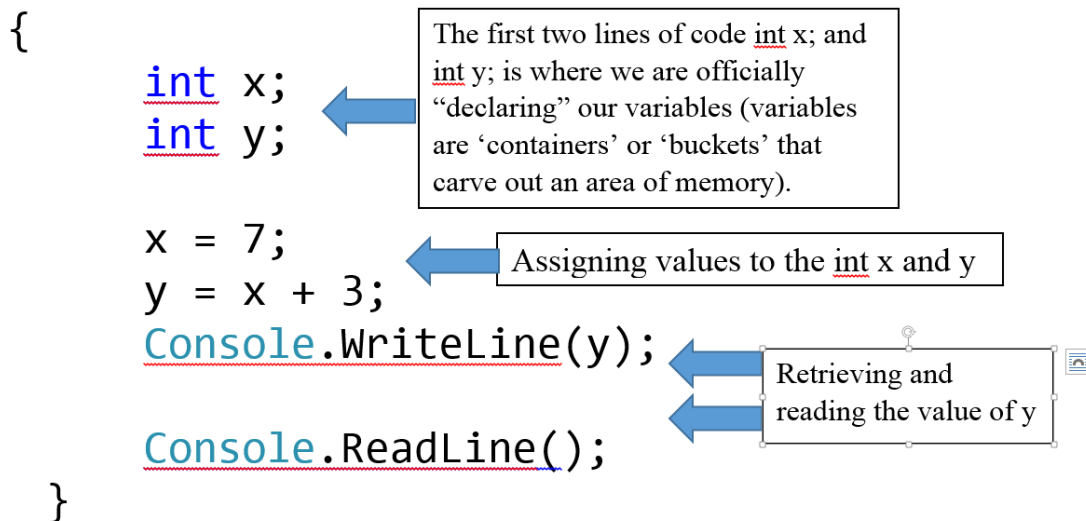 {
int x;
int y;
The first two lines of code int x; and
int y; is where we are officially
“declaring” our variables (variables
are ‘containers’ or ‘buckets’ that
carve out an area of memory).
x = 7;
y = x + 3;
Assigning values to the int x and y
Console.WriteLine(y);
Retrieving and
reading the value of y
Console.ReadLine();
}